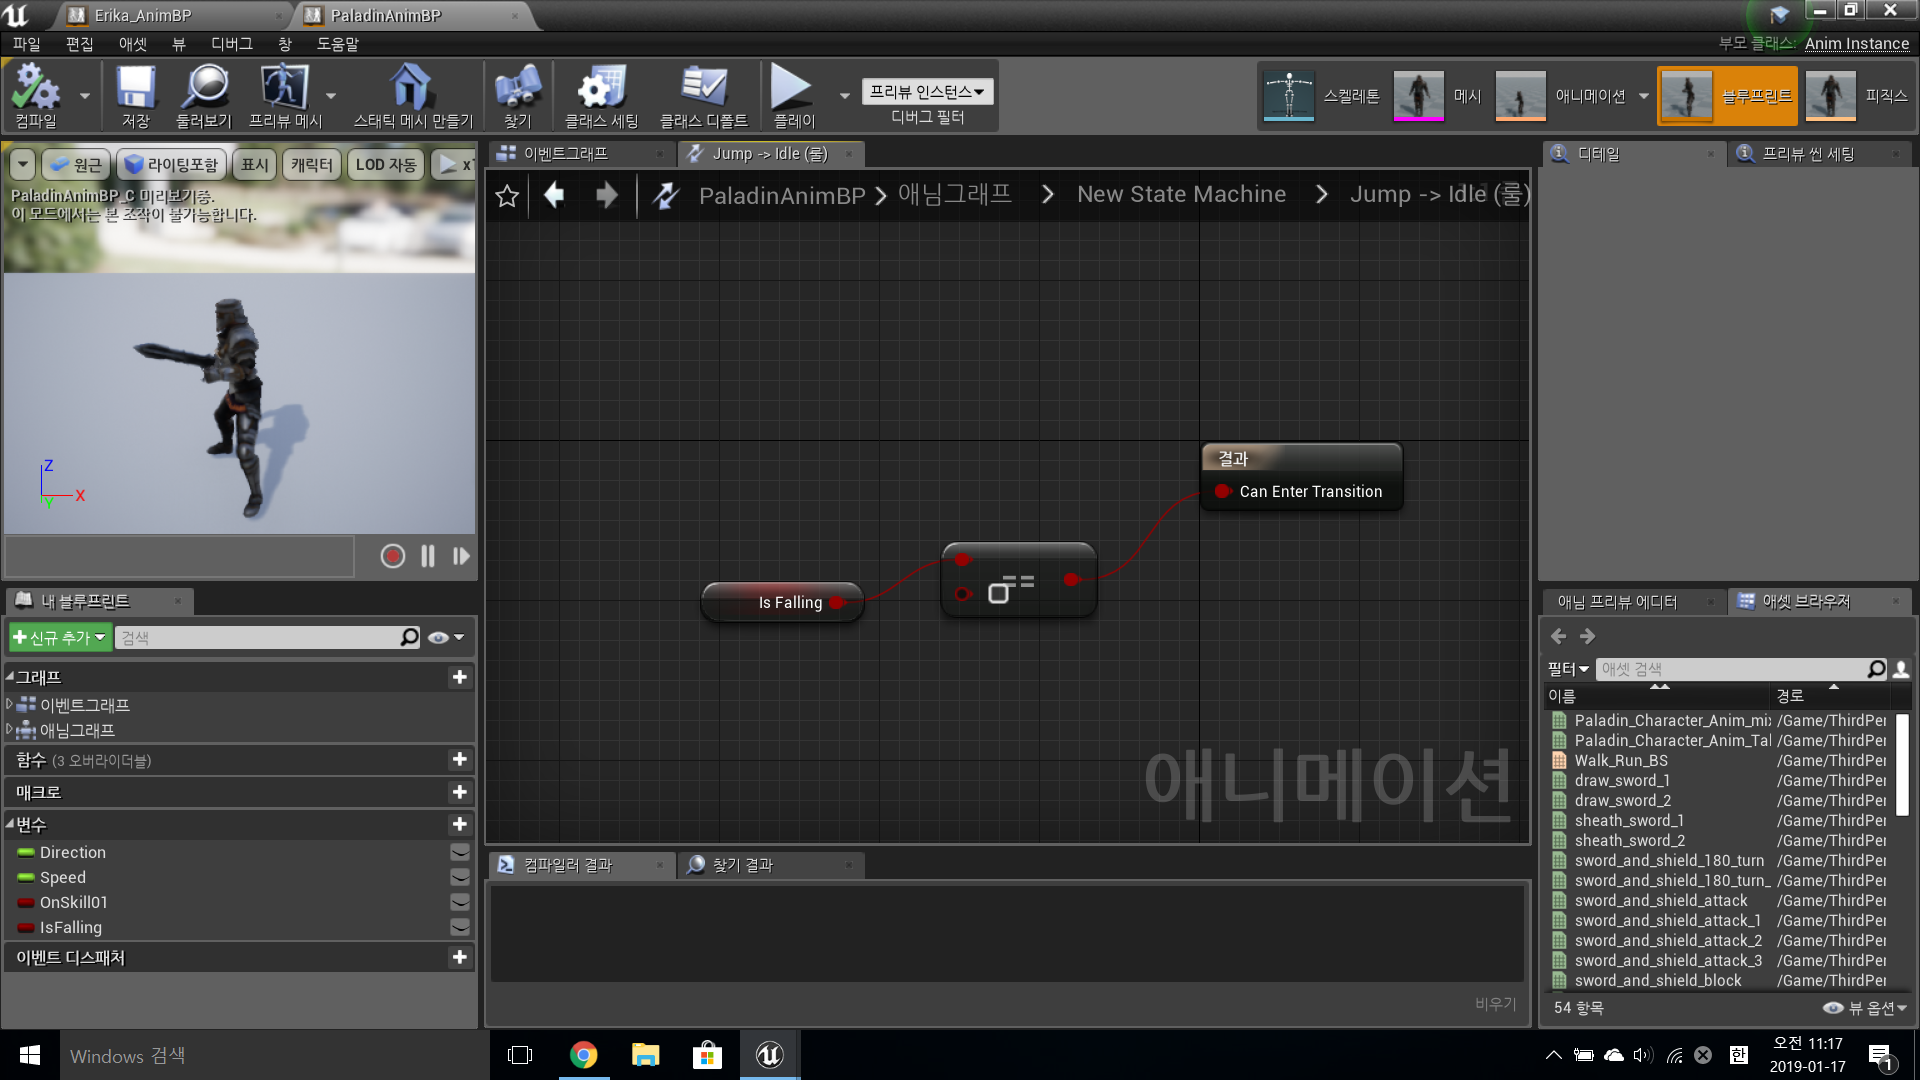 Erika_AnimBP
PaladinAnimBP
파일 편집 애셋 뷰 디버그 창 도움말
부모 클래스: Anim Instance
컴파일 저장 둘러보기 프리뷰 메시 스태틱 메시 만들기 찾기 클래스 세팅 클래스 디폴트 플레이
프리뷰 인스턴스
디버그 필터
스켈레톤 메시 애니메이션 블루프린트 피직스
원근 라이팅포함 표시 캐릭터 LOD 자동 x1
PaladinAnimBP_C 미리보기중.
이 모드에서는 본 조작이 불가능합니다.
Z
X
Y
이벤트그래프
Jump -> Idle (룰)
PaladinAnimBP > 애님그래프 > New State Machine > Jump -> Idle (룰)
결과
Can Enter Transition
Is Falling
==
애니메이션
디테일
프리뷰 씬 세팅
내 블루프린트
신규 추가
검색
그래프
이벤트그래프
애님그래프
함수 (3 오버라이더블)
매크로
변수
Direction
Speed
OnSkill01
IsFalling
이벤트 디스패처
컴파일러 결과
찾기 결과
비우기
애님 프리뷰 에디터
애셋 브라우저
필터
애셋 검색
이름 경로
Paladin_Character_Anim_mix /Game/ThirdPer
Paladin_Character_Anim_Tal /Game/ThirdPer
Walk_Run_BS /Game/ThirdPer
draw_sword_1 /Game/ThirdPer
draw_sword_2 /Game/ThirdPer
sheath_sword_1 /Game/ThirdPer
sheath_sword_2 /Game/ThirdPer
sword_and_shield_180_turn /Game/ThirdPer
sword_and_shield_180_turn_ /Game/ThirdPer
sword_and_shield_attack /Game/ThirdPer
sword_and_shield_attack_1 /Game/ThirdPer
sword_and_shield_attack_2 /Game/ThirdPer
sword_and_shield_attack_3 /Game/ThirdPer
sword_and_shield_block /Game/ThirdPer
54 항목
뷰 옵션
Windows 검색
한
오전 11:17
2019-01-17
1